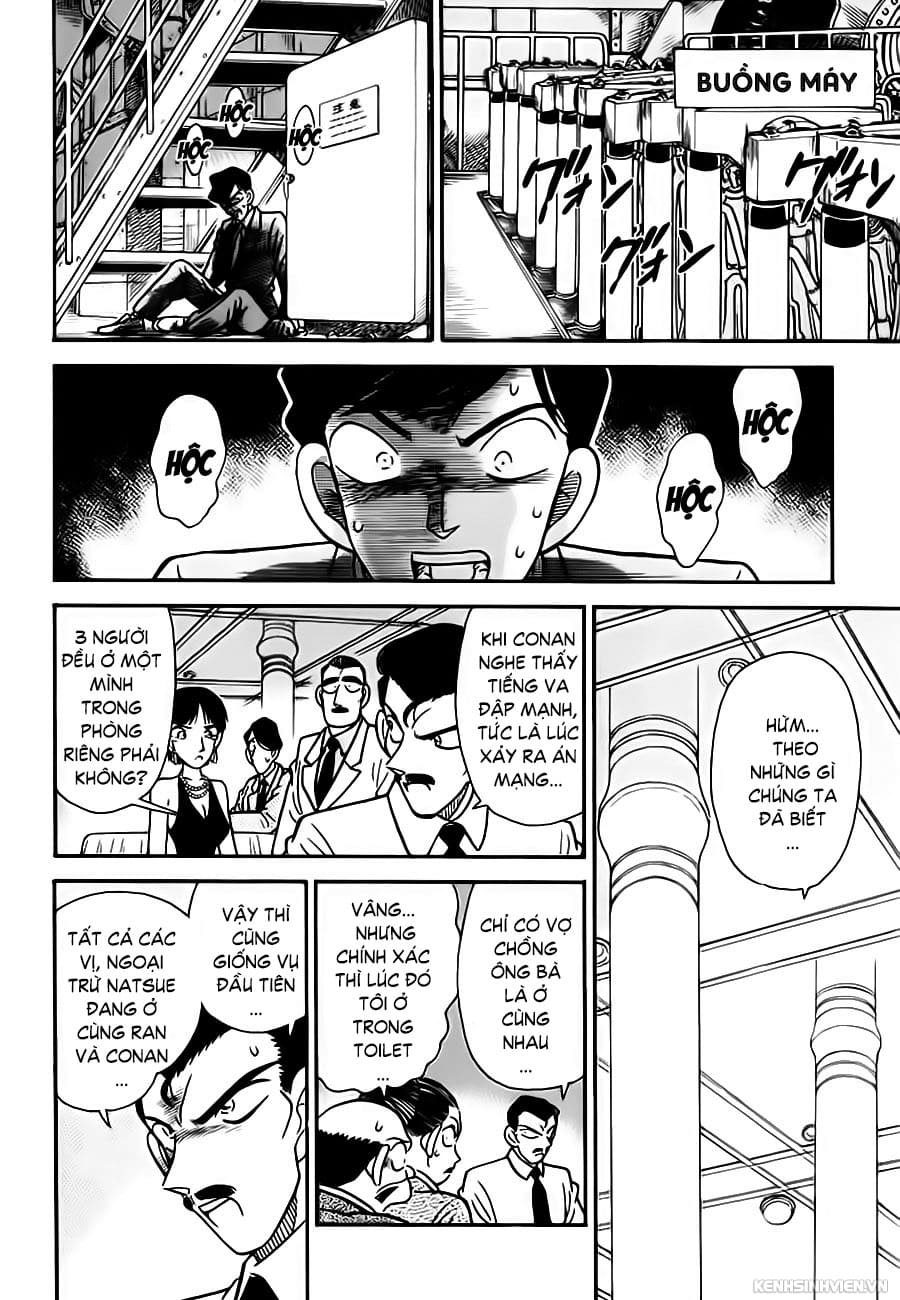 BUỒNG MÁY
グォン
グォン
グォン
注意
HỘC
HỘC
HỘC
HỘC
HỘC
HỘC
HỪM...
THEO
NHỮNG GÌ
CHÚNG TA
ĐÃ BIẾT
...
KHI CONAN
NGHE THẤY
TIẾNG VA
ĐẬP MẠNH,
TỨC LÀ LÚC
XẢY RA ÁN
MẠNG...
3 NGƯỜI
ĐỀU Ở MỘT
MÌNH
TRONG
PHÒNG
RIÊNG PHẢI
KHÔNG?
CHỈ CÓ VỢ
CHỒNG
ÔNG BÀ
LÀ Ở
CÙNG
NHAU
VÂNG...
NHƯNG
CHÍNH XÁC
THÌ LÚC ĐÓ
TÔI Ở
TRONG
TOILET
VẬY THÌ
CŨNG
GIỐNG VỤ
ĐẦU TIÊN
...
TẤT CẢ CÁC
VỊ, NGOẠI
TRỪ NATSUE
ĐANG Ở
CÙNG RAN
VÀ CONAN
...
KENHSINHVIEN.VN